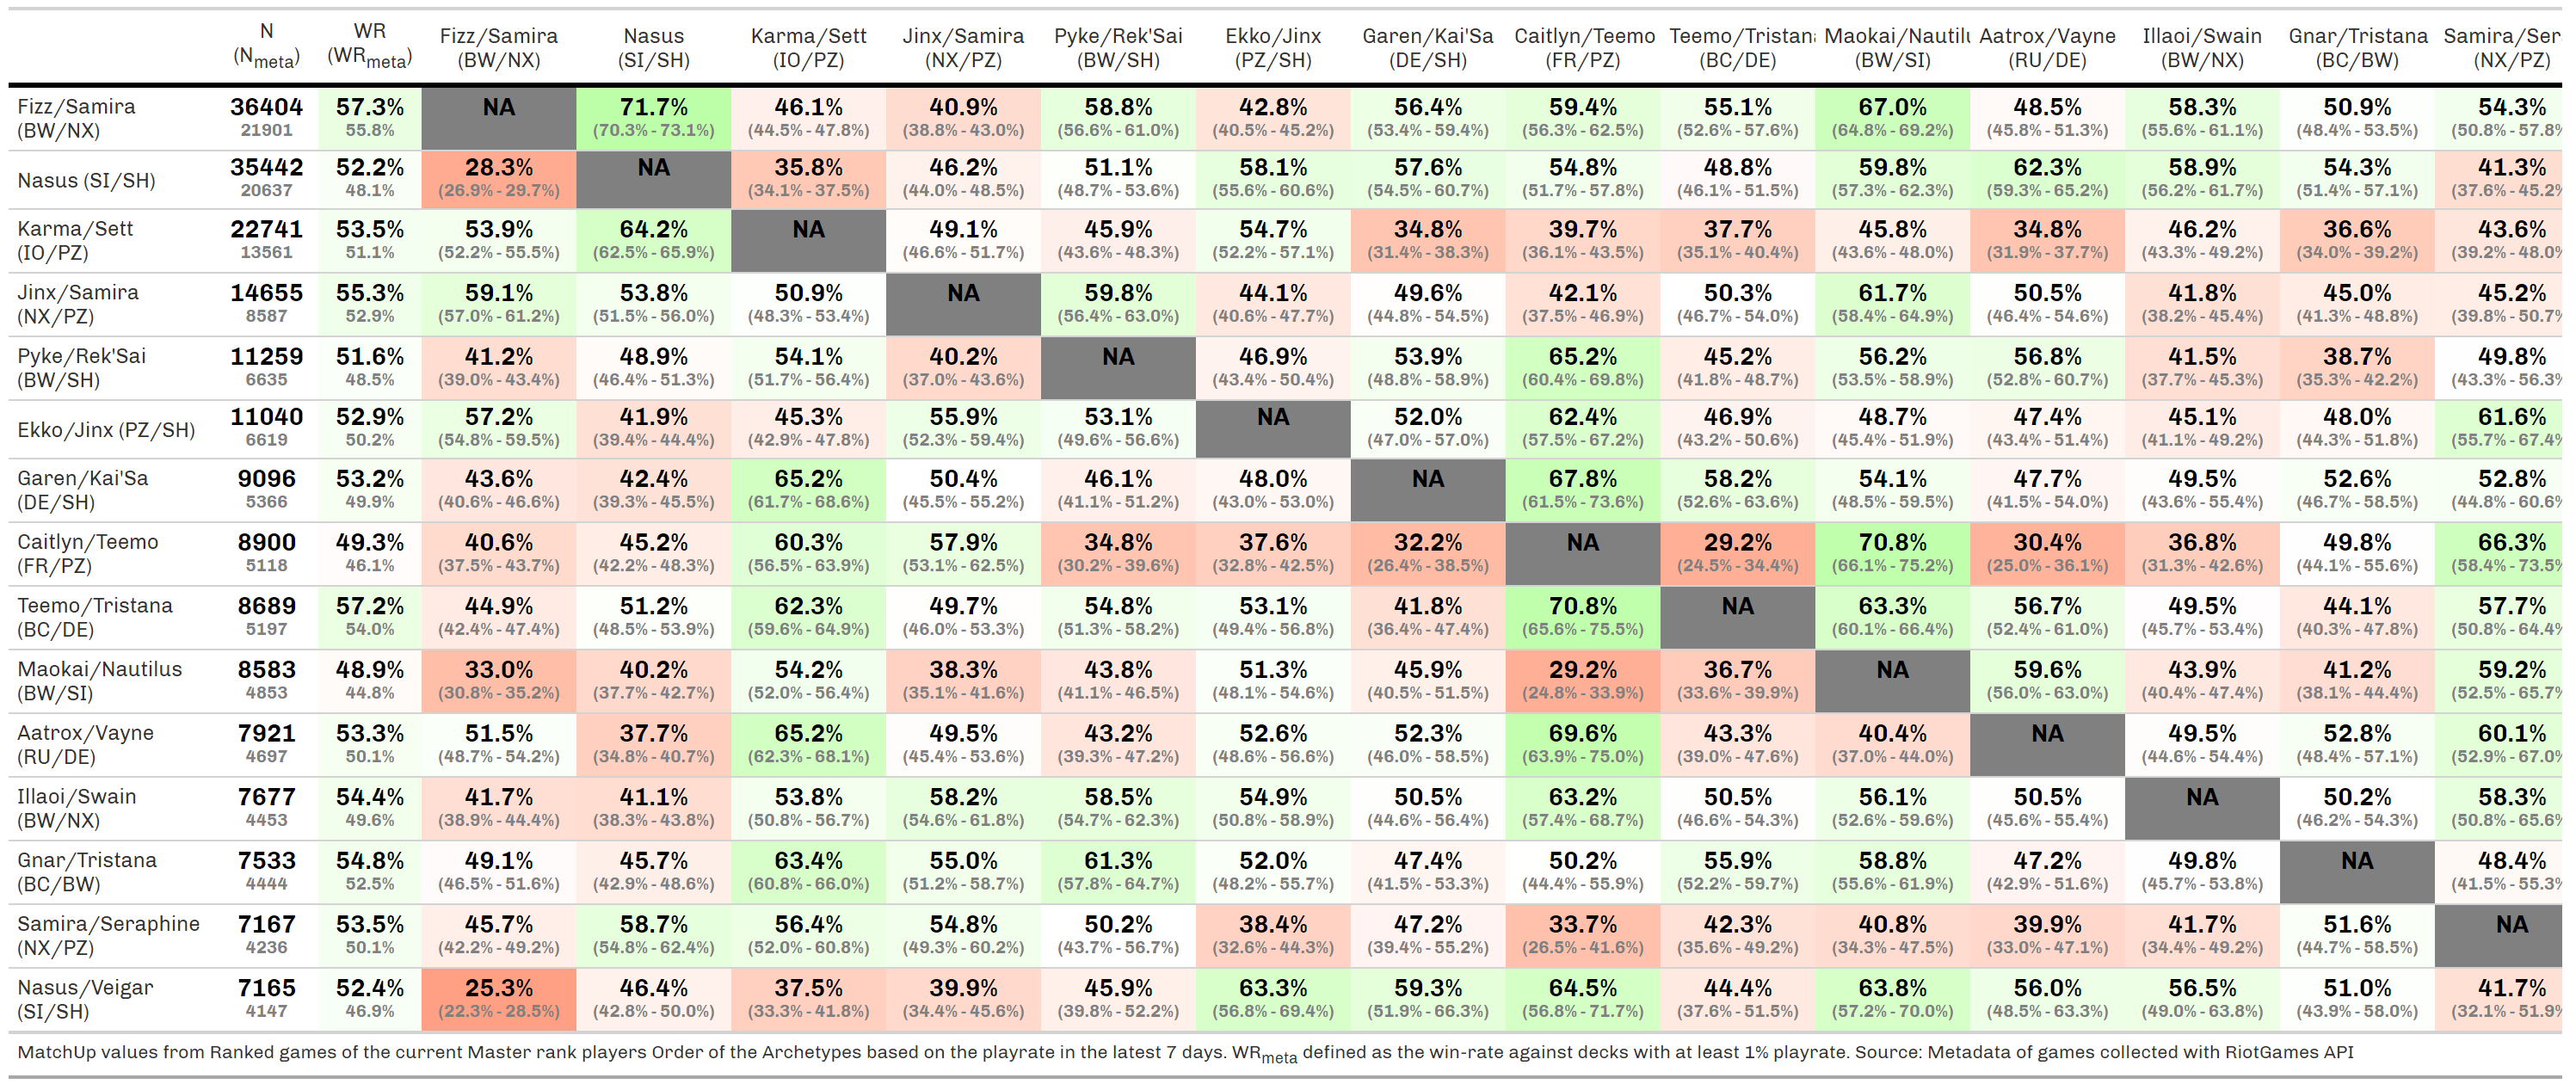 N WR Fizz/Samira Nasus Karma/Sett Jinx/Samira Pyke/Rek'Sai Ekko/Jinx Garen/Kai'Sa Caitlyn/Teemo Teemo/Tristan Maokai/Nautil Aatrox/Vayne Illaoi/Swain Gnar/Tristana Samira/Ser
(Nmeta) (WRmeta) (BW/NX) (SI/SH) (IO/PZ) (NX/PZ) (BW/SH) (PZ/SH) (DE/SH) (FR/PZ) (BC/DE) (BW/SI) (RU/DE) (BW/NX) (BC/BW) (NX/PZ)
Fizz/Samira 36404 57.3% NA 71.7% 46.1% 40.9% 58.8% 42.8% 56.4% 59.4% 55.1% 67.0% 48.5% 58.3% 50.9% 54.3%
(BW/NX) 21901 55.8% (70.3% - 73.1%) (44.5% - 47.8%) (38.8% - 43.0%) (56.6% - 61.0%) (40.5% - 45.2%) (53.4% - 59.4%) (56.3% - 62.5%) (52.6% - 57.6%) (64.8% - 69.2%) (45.8% - 51.3%) (55.6% - 61.1%) (48.4% - 53.5%) (50.8% - 57.8%
Nasus (SI/SH) 35442 52.2% 28.3% NA 35.8% 46.2% 51.1% 58.1% 57.6% 54.8% 48.8% 59.8% 62.3% 58.9% 54.3% 41.3%
20637 48.1% (26.9% - 29.7%) (34.1% - 37.5%) (44.0% - 48.5%) (48.7% - 53.6%) (55.6% - 60.6%) (54.5% - 60.7%) (51.7% - 57.8%) (46.1% - 51.5%) (57.3% - 62.3%) (59.3% - 65.2%) (56.2% - 61.7%) (51.4% - 57.1%) (37.6% - 45.2%
Karma/Sett 22741 53.5% 53.9% 64.2% NA 49.1% 45.9% 54.7% 34.8% 39.7% 37.7% 45.8% 34.8% 46.2% 36.6% 43.6%
(IO/PZ) 13561 51.1% (52.2% - 55.5%) (62.5% - 65.9%) (46.6% - 51.7%) (43.6% - 48.3%) (52.2% - 57.1%) (31.4% - 38.3%) (36.1% - 43.5%) (35.1% - 40.4%) (43.6% - 48.0%) (31.9% - 37.7%) (43.3% - 49.2%) (34.0% - 39.2%) (39.2% - 48.0%
Jinx/Samira 14655 55.3% 59.1% 53.8% 50.9% NA 59.8% 44.1% 49.6% 42.1% 50.3% 61.7% 50.5% 41.8% 45.0% 45.2%
(NX/PZ) 8587 52.9% (57.0% - 61.2%) (51.5% - 56.0%) (48.3% - 53.4%) (56.4% - 63.0%) (40.6% - 47.7%) (44.8% - 54.5%) (37.5% - 46.9%) (46.7% - 54.0%) (58.4% - 64.9%) (46.4% - 54.6%) (38.2% - 45.4%) (41.3% - 48.8%) (39.8% - 50.7%
Pyke/Rek'Sai 11259 51.6% 41.2% 48.9% 54.1% 40.2% NA 46.9% 53.9% 65.2% 45.2% 56.2% 56.8% 41.5% 38.7% 49.8%
(BW/SH) 6635 48.5% (39.0% - 43.4%) (46.4% - 51.3%) (51.7% - 56.4%) (37.0% - 43.6%) (43.4% - 50.4%) (48.8% - 58.9%) (60.4% - 69.8%) (41.8% - 48.7%) (53.5% - 58.9%) (52.8% - 60.7%) (37.7% - 45.3%) (35.3% - 42.2%) (43.3% - 56.3%
Ekko/Jinx (PZ/SH) 11040 52.9% 57.2% 41.9% 45.3% 55.9% 53.1% NA 52.0% 62.4% 46.9% 48.7% 47.4% 45.1% 48.0% 61.6%
6619 50.2% (54.8% - 59.5%) (39.4% - 44.4%) (42.9% - 47.8%) (52.3% - 59.4%) (49.6% - 56.6%) (47.0% - 57.0%) (57.5% - 67.2%) (43.2% - 50.6%) (45.4% - 51.9%) (43.4% - 51.4%) (41.1% - 49.2%) (44.3% - 51.8%) (55.7% - 67.4%
Garen/Kai'Sa 9096 53.2% 43.6% 42.4% 65.2% 50.4% 46.1% 48.0% NA 67.8% 58.2% 54.1% 47.7% 49.5% 52.6% 52.8%
(DE/SH) 5366 49.9% (40.6% - 46.6%) (39.3% - 45.5%) (61.7% - 68.6%) (45.5% - 55.2%) (41.1% - 51.2%) (43.0% - 53.0%) (61.5% - 73.6%) (52.6% - 63.6%) (48.5% - 59.5%) (41.5% - 54.0%) (43.6% - 55.4%) (46.7% - 58.5%) (44.8% - 60.6%
Caitlyn/Teemo 8900 49.3% 40.6% 45.2% 60.3% 57.9% 34.8% 37.6% 32.2% NA 29.2% 70.8% 30.4% 36.8% 49.8% 66.3%
(FR/PZ) 5118 46.1% (37.5% - 43.7%) (42.2% - 48.3%) (56.5% - 63.9%) (53.1% - 62.5%) (30.2% - 39.6%) (32.8% - 42.5%) (26.4% - 38.5%) (24.5% - 34.4%) (66.1% - 75.2%) (25.0% - 36.1%) (31.3% - 42.6%) (44.1% - 55.6%) (58.4% - 73.5%
Teemo/Tristana 8689 57.2% 44.9% 51.2% 62.3% 49.7% 54.8% 53.1% 41.8% 70.8% NA 63.3% 56.7% 49.5% 44.1% 57.7%
(BC/DE) 5197 54.0% (42.4% - 47.4%) (48.5% - 53.9%) (59.6% - 64.9%) (46.0% - 53.3%) (51.3% - 58.2%) (49.4% - 56.8%) (36.4% - 47.4%) (65.6% - 75.5%) (60.1% - 66.4%) (52.4% - 61.0%) (45.7% - 53.4%) (40.3% - 47.8%) (50.8% - 64.4%
Maokai/Nautilus 8583 48.9% 33.0% 40.2% 54.2% 38.3% 43.8% 51.3% 45.9% 29.2% 36.7% NA 59.6% 43.9% 41.2% 59.2%
(BW/SI) 4853 44.8% (30.8% - 35.2%) (37.7% - 42.7%) (52.0% - 56.4%) (35.1% - 41.6%) (41.1% - 46.5%) (48.1% - 54.6%) (40.5% - 51.5%) (24.8% - 33.9%) (33.6% - 39.9%) (56.0% - 63.0%) (40.4% - 47.4%) (38.1% - 44.4%) (52.5% - 65.7%
Aatrox/Vayne 7921 53.3% 51.5% 37.7% 65.2% 49.5% 43.2% 52.6% 52.3% 69.6% 43.3% 40.4% NA 49.5% 52.8% 60.1%
(RU/DE) 4697 50.1% (48.7% - 54.2%) (34.8% - 40.7%) (62.3% - 68.1%) (45.4% - 53.6%) (39.3% - 47.2%) (48.6% - 56.6%) (46.0% - 58.5%) (63.9% - 75.0%) (39.0% - 47.6%) (37.0% - 44.0%) (44.6% - 54.4%) (48.4% - 57.1%) (52.9% - 67.0%
Illaoi/Swain 7677 54.4% 41.7% 41.1% 53.8% 58.2% 58.5% 54.9% 50.5% 63.2% 50.5% 56.1% 50.5% NA 50.2% 58.3%
(BW/NX) 4453 49.6% (38.9% - 44.4%) (38.3% - 43.8%) (50.8% - 56.7%) (54.6% - 61.8%) (54.7% - 62.3%) (50.8% - 58.9%) (44.6% - 56.4%) (57.4% - 68.7%) (46.6% - 54.3%) (52.6% - 59.6%) (45.6% - 55.4%) (46.2% - 54.3%) (50.8% - 65.6%
Gnar/Tristana 7533 54.8% 49.1% 45.7% 63.4% 55.0% 61.3% 52.0% 47.4% 50.2% 55.9% 58.8% 47.2% 49.8% NA 48.4%
(BC/BW) 4444 52.5% (46.5% - 51.6%) (42.9% - 48.6%) (60.8% - 66.0%) (51.2% - 58.7%) (57.8% - 64.7%) (48.2% - 55.7%) (41.5% - 53.3%) (44.4% - 55.9%) (52.2% - 59.7%) (55.6% - 61.9%) (42.9% - 51.6%) (45.7% - 53.8%) (41.5% - 55.3%
Samira/Seraphine 7167 53.5% 45.7% 58.7% 56.4% 54.8% 50.2% 38.4% 47.2% 33.7% 42.3% 40.8% 39.9% 41.7% 51.6% NA
(NX/PZ) 4236 50.1% (42.2% - 49.2%) (54.8% - 62.4%) (52.0% - 60.8%) (49.3% - 60.2%) (43.7% - 56.7%) (32.6% - 44.3%) (39.4% - 55.2%) (26.5% - 41.6%) (35.6% - 49.2%) (34.3% - 47.5%) (33.0% - 47.1%) (34.4% - 49.2%) (44.7% - 58.5%)
Nasus/Veigar 7165 52.4% 25.3% 46.4% 37.5% 39.9% 45.9% 63.3% 59.3% 64.5% 44.4% 63.8% 56.0% 56.5% 51.0% 41.7%
(SI/SH) 4147 46.9% (22.3% - 28.5%) (42.8% - 50.0%) (33.3% - 41.8%) (34.4% - 45.6%) (39.8% - 52.2%) (56.8% - 69.4%) (51.9% - 66.3%) (56.8% - 71.7%) (37.6% - 51.5%) (57.2% - 70.0%) (48.5% - 63.3%) (49.0% - 63.8%) (43.9% - 58.0%) (32.1% - 51.9%
MatchUp values from Ranked games of the current Master rank players Order of the Archetypes based on the playrate in the latest 7 days. WRmeta defined as the win-rate against decks with at least 1% playrate. Source: Metadata of games collected with RiotGames API